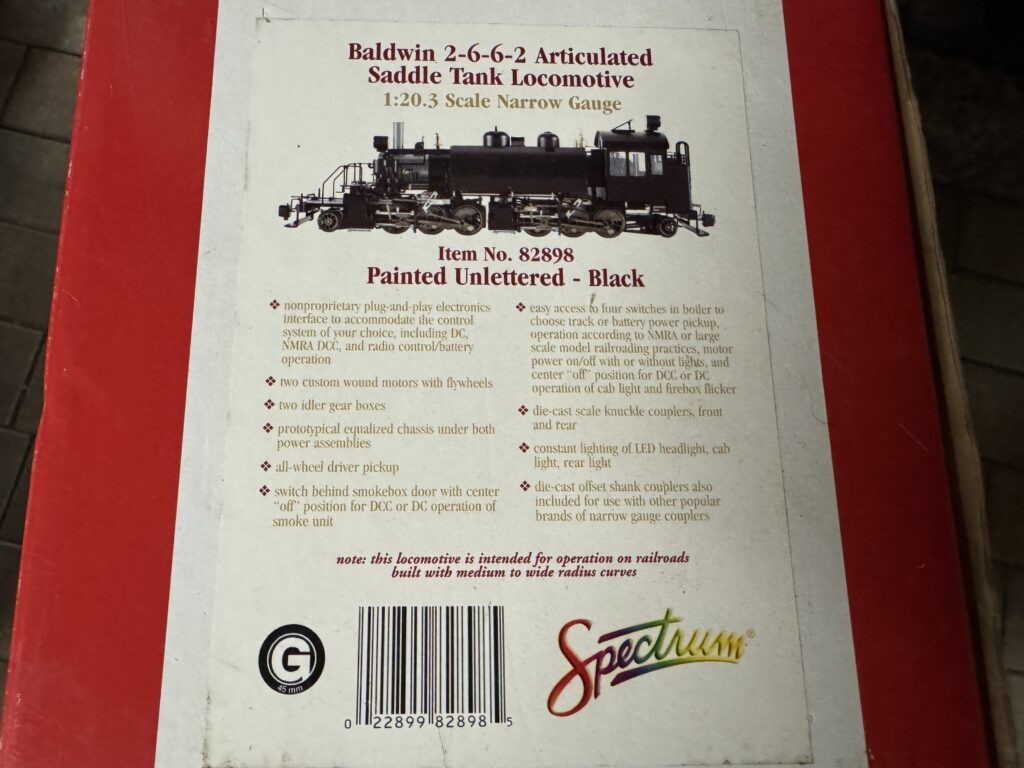 Baldwin 2-6-6-2 Articulated
Saddle Tank Locomotive
1:20.3 Scale Narrow Gauge
Item No. 82898
Painted Unlettered - Black
❖ nonproprietary plug-and-play electronics
interface to accommodate the control
system of your choice, including DC,
NMRA DCC, and radio control/battery
operation
❖ two custom wound motors with flywheels
❖ two idler gear boxes
❖ prototypical equalized chassis under both
power assemblies
❖ all-wheel driver pickup
❖ switch behind smokebox door with center
"off" position for DCC or DC operation of
smoke unit
❖ easy access to four switches in boiler to
choose track or battery power pickup,
operation according to NMRA or large
scale model railroading practices, motor
power on/off with or without lights, and
center "off" position for DCC or DC
operation of cab light and firebox flicker
❖ die-cast scale knuckle couplers, front
and rear
❖ constant lighting of LED headlight, cab
light, rear light
❖ die-cast offset shank couplers also
included for use with other popular
brands of narrow gauge couplers
note: this locomotive is intended for operation on railroads
built with medium to wide radius curves
G
45 mm
0 22899 82898 5
Spectrum®